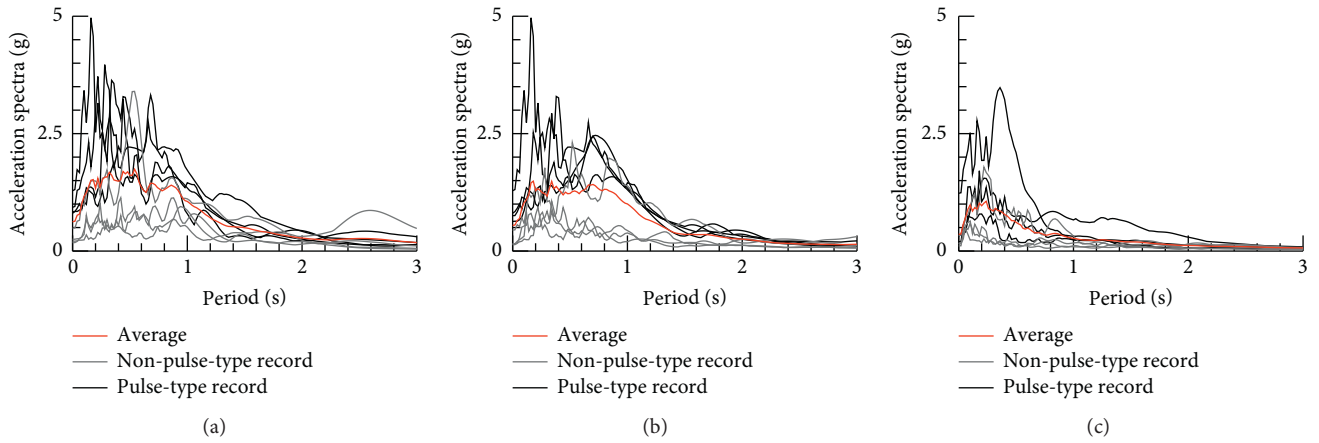 Acceleration spectra (g)
5
2.5
0
0
1
2
3
Period (s)
Average
Non-pulse-type record
Pulse-type record
(a)
Acceleration spectra (g)
5
2.5
0
0
1
2
3
Period (s)
Average
Non-pulse-type record
Pulse-type record
(b)
Acceleration spectra (g)
5
2.5
0
0
1
2
3
Period (s)
Average
Non-pulse-type record
Pulse-type record
(c)